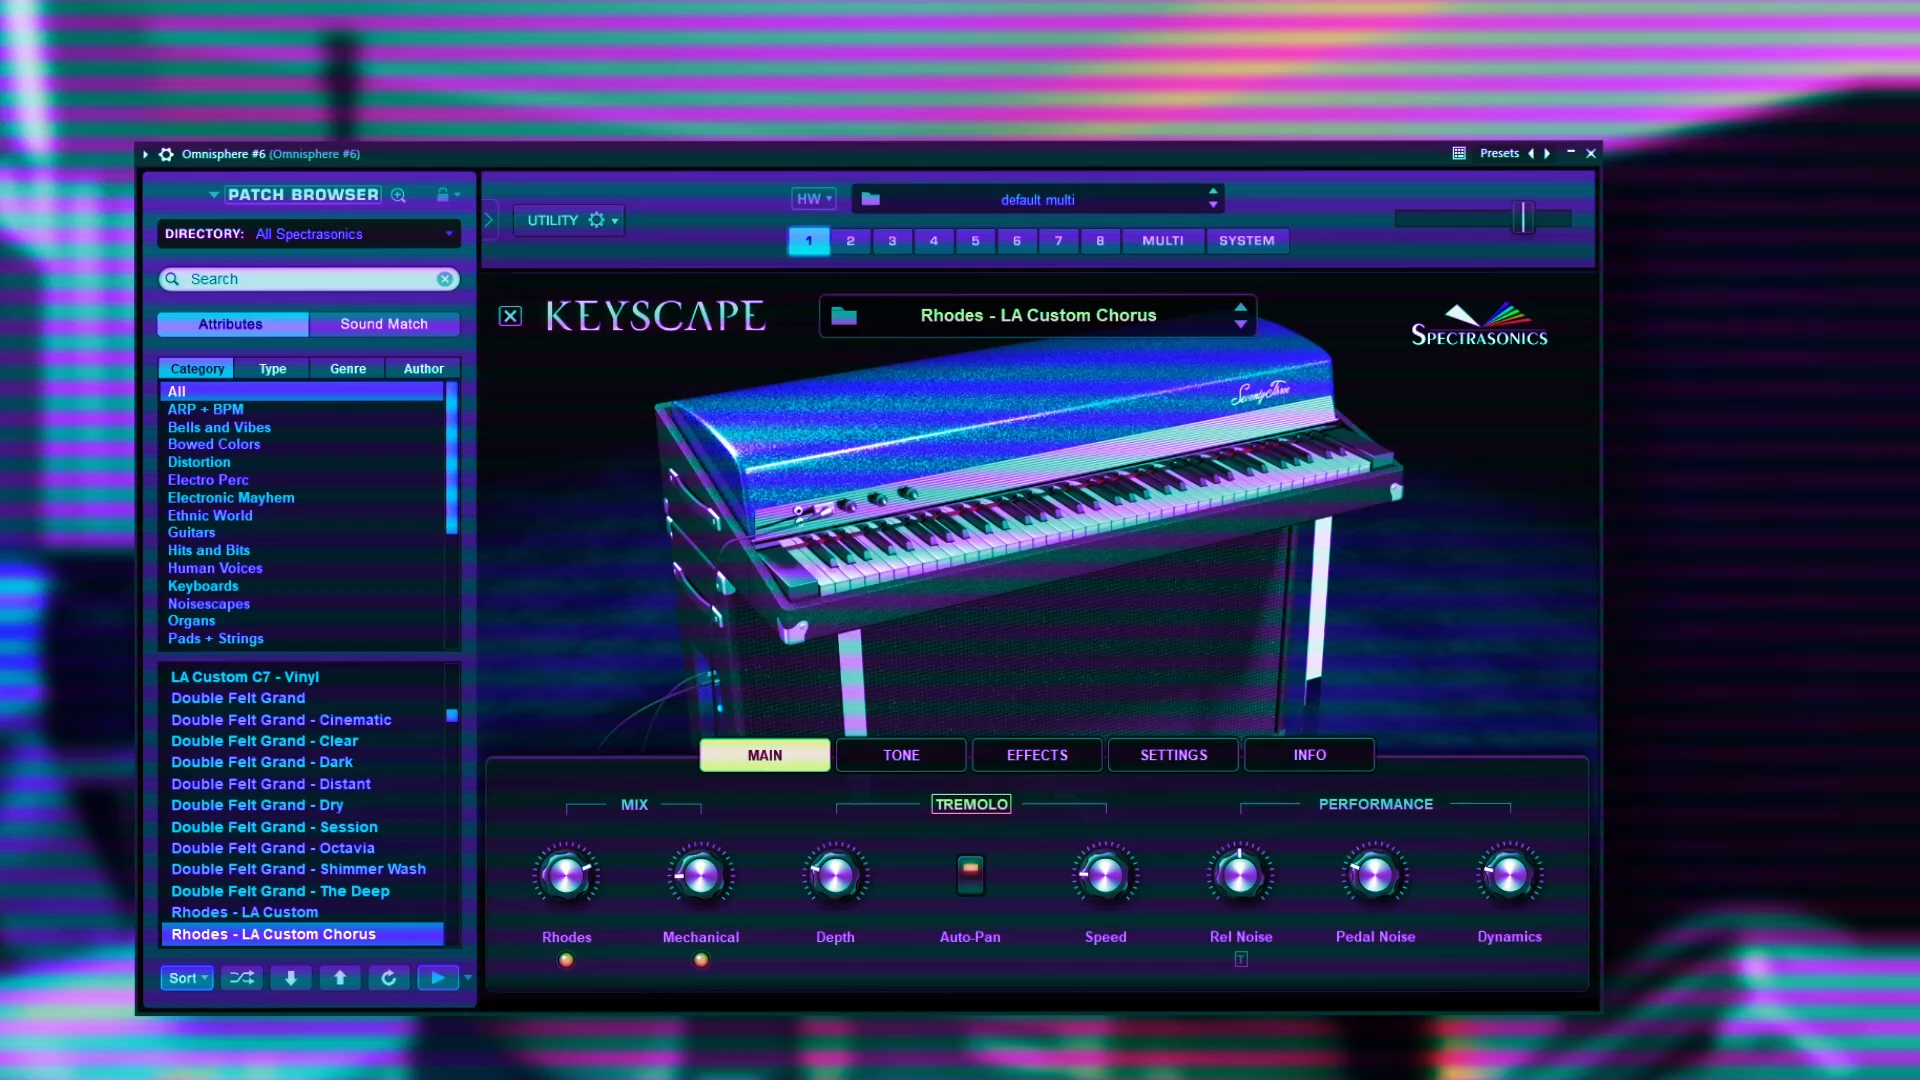 Omnisphere #6 (Omnisphere #6)
Presets
PATCH BROWSER
DIRECTORY: All Spectrasonics
Search
Attributes
Sound Match
Category
Type
Genre
Author
All
ARP + BPM
Bells and Vibes
Bowed Colors
Distortion
Electro Perc
Electronic Mayhem
Ethnic World
Guitars
Hits and Bits
Human Voices
Keyboards
Noisescapes
Organs
Pads + Strings
LA Custom C7 - Vinyl
Double Felt Grand
Double Felt Grand - Cinematic
Double Felt Grand - Clear
Double Felt Grand - Dark
Double Felt Grand - Distant
Double Felt Grand - Dry
Double Felt Grand - Session
Double Felt Grand - Octavia
Double Felt Grand - Shimmer Wash
Double Felt Grand - The Deep
Rhodes - LA Custom
Rhodes - LA Custom Chorus
Sort
UTILITY
HW
default multi
1 2 3 4 5 6 7 8 MULTI SYSTEM
KEYSCAPE
Rhodes - LA Custom Chorus
SPECTRASONICS
Seventy Three
MAIN
TONE
EFFECTS
SETTINGS
INFO
MIX
TREMOLO
PERFORMANCE
Rhodes
Mechanical
Depth
Auto-Pan
Speed
Rel Noise
Pedal Noise
Dynamics
T